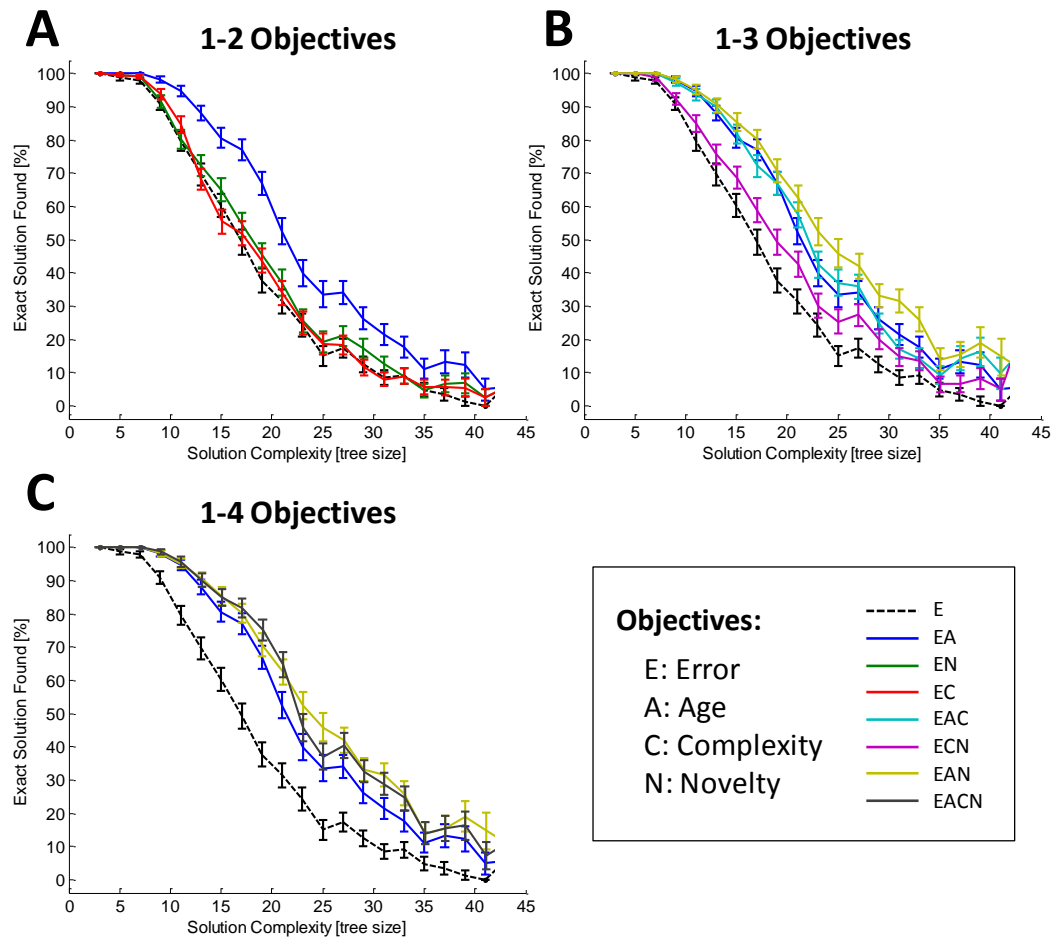 A
1-2 Objectives
100
90
80
70
60
50
40
30
20
10
0
Exact Solution Found [%]
0 5 10 15 20 25 30 35 40 45
Solution Complexity [tree size]
B
1-3 Objectives
100
90
80
70
60
50
40
30
20
10
0
Exact Solution Found [%]
0 5 10 15 20 25 30 35 40 45
Solution Complexity [tree size]
C
1-4 Objectives
100
90
80
70
60
50
40
30
20
10
0
Exact Solution Found [%]
0 5 10 15 20 25 30 35 40 45
Solution Complexity [tree size]
Objectives:
E: Error
A: Age
C: Complexity
N: Novelty
E
EA
EN
EC
EAC
ECN
EAN
EACN